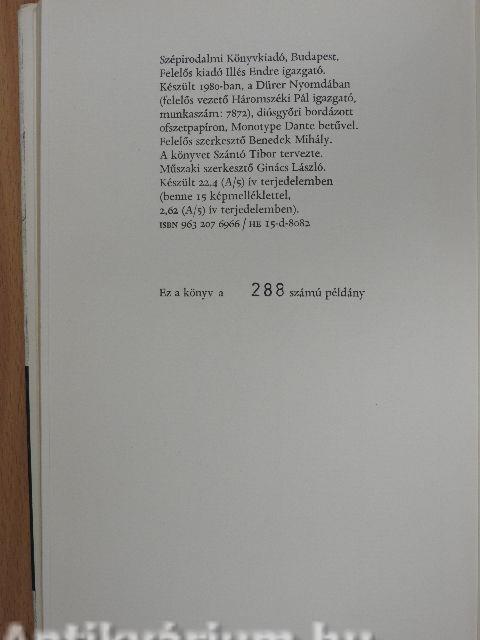 Szépirodalmi Könyvkiadó, Budapest.
Felelős kiadó Illés Endre igazgató.
Készült 1980-ban, a Dürer Nyomdában
(felelős vezető Háromszéki Pál igazgató,
munkaszám: 7872), diósgyőri bordázott
ofszetpapíron, Monotype Dante betűvel.
Felelős szerkesztő Benedek Mihály.
A könyvet Szántó Tibor tervezte.
Műszaki szerkesztő Ginács László.
Készült 22,4 (A/5) ív terjedelemben
(benne 15 képmelléklettel,
2,62 (A/5) ív terjedelemben).
ISBN 963 207 6966 / HE 15-d-8082
Ez a könyv a 288 számú példány
Antikvárium.hu